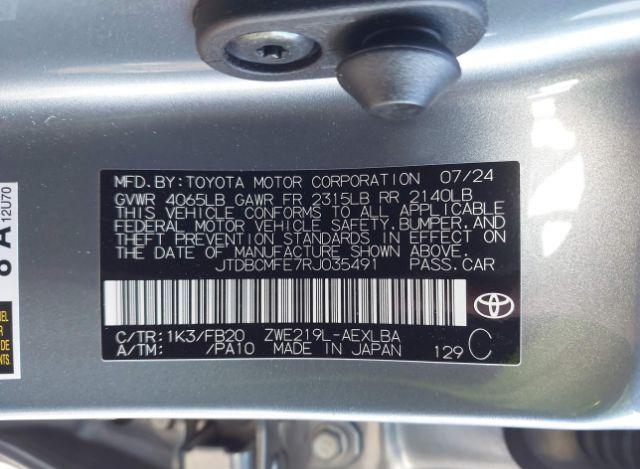 MFD.BY:TOYOTA MOTOR CORPORATION 07/24
GVWR 4065LB GAWR FR 2315LB RR 2140LB
THIS VEHICLE CONFORMS TO ALL APPLICABLE
FEDERAL MOTOR VEHICLE SAFETY,BUMPER,AND
THEFT PREVENTION STANDARDS IN EFFECT ON
THE DATE OF MANUFACTURE SHOWN ABOVE.
JTDBCMFE7RJ035491 PASS.CAR
C/TR:1K3/FB20 ZWE219L-AEXLBA
A/TM: /PA10 MADE IN JAPAN 129 C
8 A
12U70